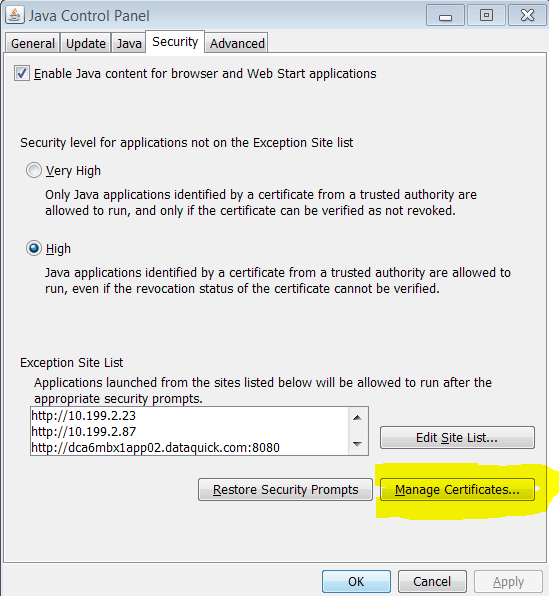 Java Control Panel
General Update Java Security Advanced
Enable Java content for browser and Web Start applications
Security level for applications not on the Exception Site list
Very High
Only Java applications identified by a certificate from a trusted authority are
allowed to run, and only if the certificate can be verified as not revoked.
High
Java applications identified by a certificate from a trusted authority are allowed to
run, even if the revocation status of the certificate cannot be verified.
Exception Site List
Applications launched from the sites listed below will be allowed to run after the
appropriate security prompts.
http://10.199.2.23
http://10.199.2.87
http://dca6mbx1app02.dataquick.com:8080
Edit Site List...
Restore Security Prompts Manage Certificates...
OK Cancel Apply